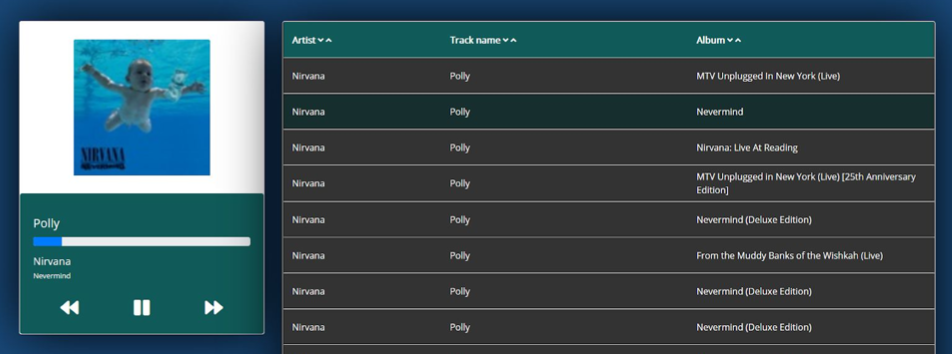 NIRVANA
Polly
Nirvana
Nevermind
Artist Track name Album
Nirvana Polly MTV Unplugged In New York (Live)
Nirvana Polly Nevermind
Nirvana Polly Nirvana: Live At Reading
Nirvana Polly MTV Unplugged in New York (Live) [25th Anniversary
Edition]
Nirvana Polly Nevermind (Deluxe Edition)
Nirvana Polly From the Muddy Banks of the Wishkah (Live)
Nirvana Polly Nevermind (Deluxe Edition)
Nirvana Polly Nevermind (Deluxe Edition)